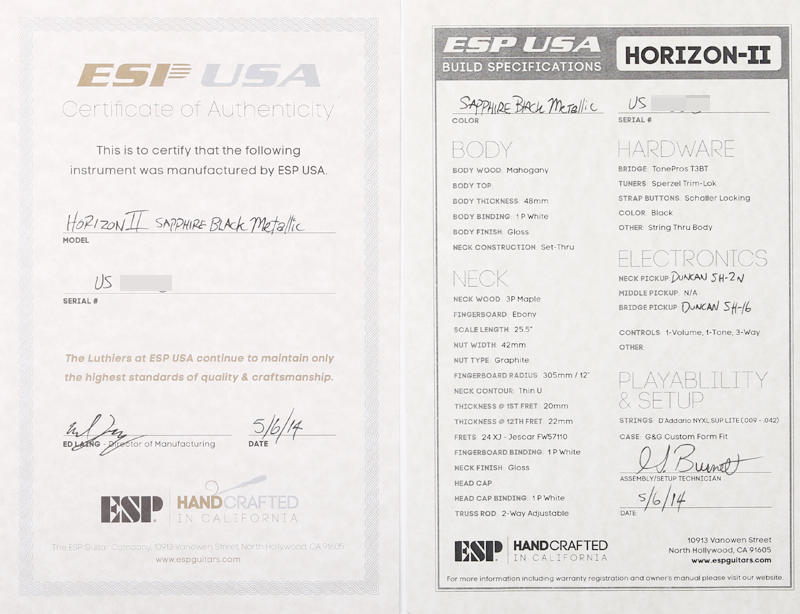 ESP USA
Certificate of Authenticity
This is to certify that the following
instrument was manufactured by ESP USA.
HORIZON II SAPPHIRE BLACK Metallic
MODEL
US
SERIAL #
The Luthiers at ESP USA continue to maintain only
the highest standards of quality & craftsmanship.
5/6/14
ED LAING - Director of Manufacturing
DATE
ESP. HANDCRAFTED
IN CALIFORNIA
The ESP Guitar Company, 10913 Vanowen Street, North Hollywood, CA 91605
www.espguitars.com
ESP USA
BUILD SPECIFICATIONS
HORIZON-II
SAPPHIRE Black Metallic
COLOR
US
SERIAL #
BODY
BODY WOOD: Mahogany
BODY TOP:
BODY THICKNESS: 48mm
BODY BINDING: 1 P White
BODY FINISH: Gloss
NECK CONSTRUCTION: Set-Thru
NECK
NECK WOOD: 3P Maple
FINGERBOARD: Ebony
SCALE LENGTH: 25.5"
NUT WIDTH: 42mm
NUT TYPE: Graphite
FINGERBOARD RADIUS: 305mm / 12"
NECK CONTOUR: Thin U
THICKNESS @ 1ST FRET: 20mm
THICKNESS @ 12TH FRET: 22mm
FRETS: 24 XJ - Jescar FW57110
FINGERBOARD BINDING: 1 P White
NECK FINISH: Gloss
HEAD CAP:
HEAD CAP BINDING: 1 P White
TRUSS ROD: 2-Way Adjustable
HARDWARE
BRIDGE: TonePros T3BT
TUNERS: Sperzel Trim-Lok
STRAP BUTTONS: Schaller Locking
COLOR: Black
OTHER: String Thru Body
ELECTRONICS
NECK PICKUP: DUNCAN SH-2N
MIDDLE PICKUP: N/A
BRIDGE PICKUP: DUNCAN SH-16
CONTROLS: 1-Volume, 1-Tone, 3-Way
OTHER:
PLAYABLILITY
& SETUP
STRINGS: D'Addario NYXL SUP LITE (.009 - .042)
CASE: G&G Custom Form Fit
ASSEMBLY/SETUP TECHNICIAN
5/6/14
DATE
ESP. HANDCRAFTED
IN CALIFORNIA
10913 Vanowen Street
North Hollywood, CA 91605
www.espguitars.com
For more information including warranty registration and owner's manual please visit our website.